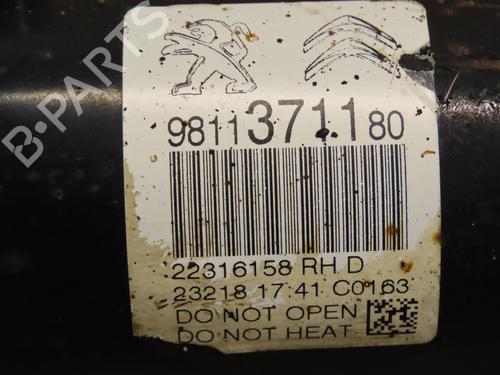 9811371180
22316158 RH D
23218 17:41 C0163
DO NOT OPEN
DO NOT HEAT
B-PARTS